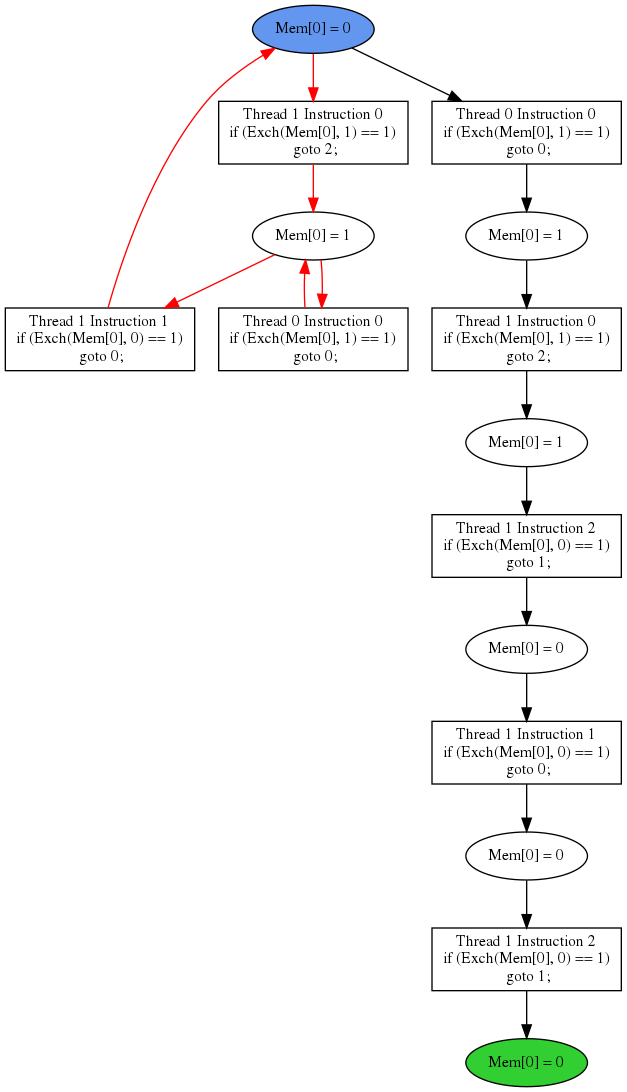 Mem[0] = 0
Thread 1 Instruction 0
if (Exch(Mem[0], 1) == 1)
goto 2;
Thread 0 Instruction 0
if (Exch(Mem[0], 1) == 1)
goto 0;
Mem[0] = 1
Mem[0] = 1
Thread 1 Instruction 1
if (Exch(Mem[0], 0) == 1)
goto 0;
Thread 0 Instruction 0
if (Exch(Mem[0], 1) == 1)
goto 0;
Thread 1 Instruction 0
if (Exch(Mem[0], 1) == 1)
goto 2;
Mem[0] = 1
Thread 1 Instruction 2
if (Exch(Mem[0], 0) == 1)
goto 1;
Mem[0] = 0
Thread 1 Instruction 1
if (Exch(Mem[0], 0) == 1)
goto 0;
Mem[0] = 0
Thread 1 Instruction 2
if (Exch(Mem[0], 0) == 1)
goto 1;
Mem[0] = 0